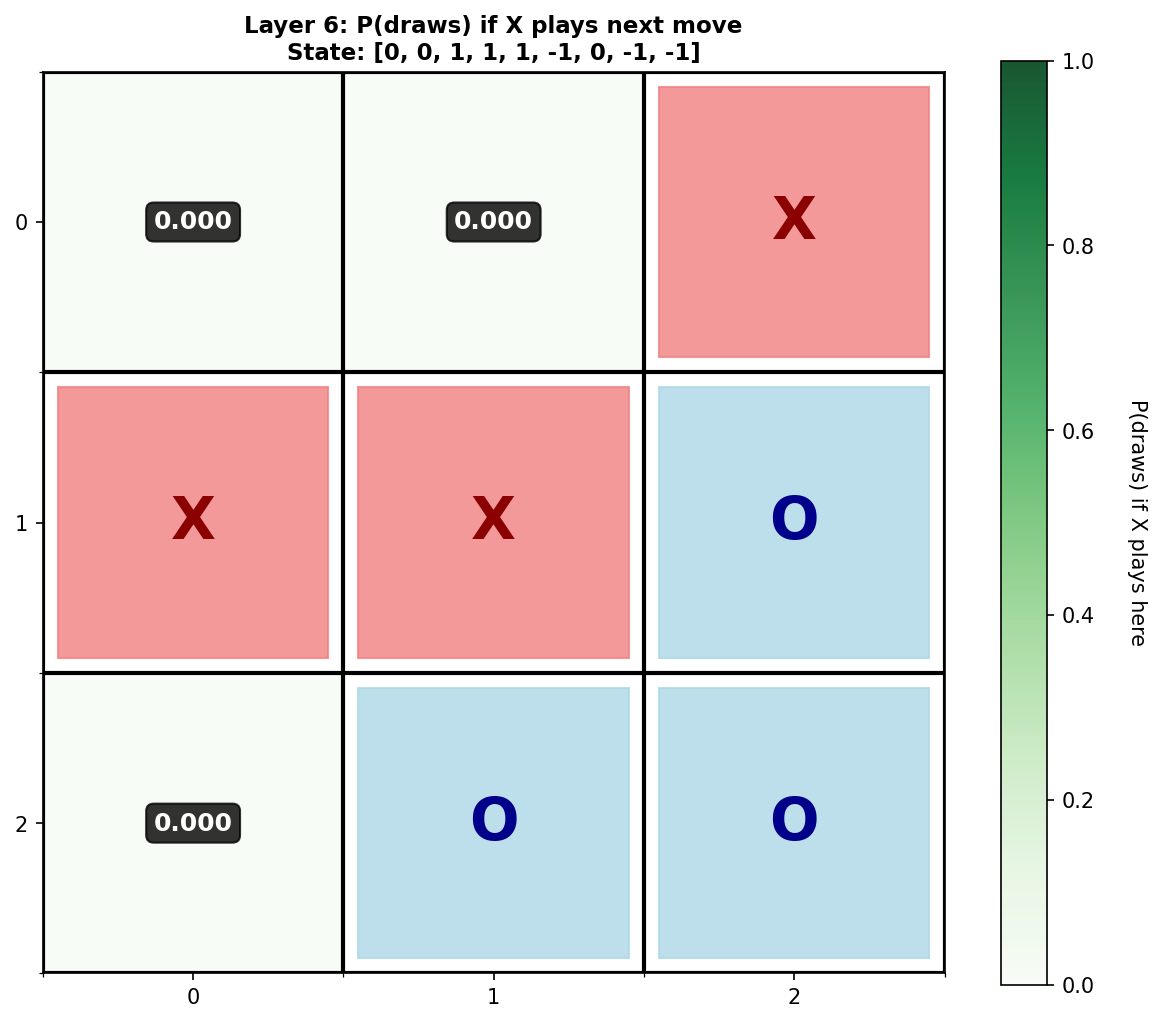 Layer 6: P(draws) if X plays next move
State: [0, 0, 1, 1, 1, -1, 0, -1, -1]
0
0.000
0.000
X
1
X
X
O
2
0.000
O
O
0
1
2
1.0
0.8
0.6
0.4
0.2
0.0
P(draws) if X plays here